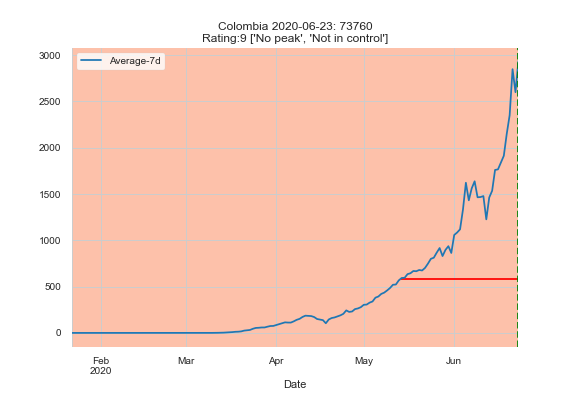 Colombia 2020-06-23: 73760
Rating:9 ['No peak', 'Not in control']
Average-7d
3000
2500
2000
1500
1000
500
0
Feb Mar Apr May Jun
2020
Date